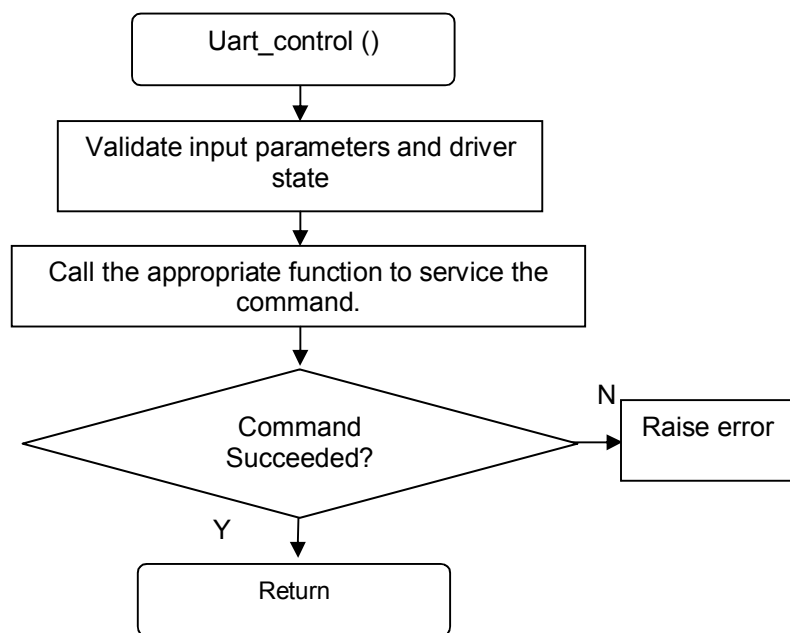 Uart_control ()
Validate input parameters and driver
state
Call the appropriate function to service the
command.
Command
Succeeded?
N
Raise error
Y
Return